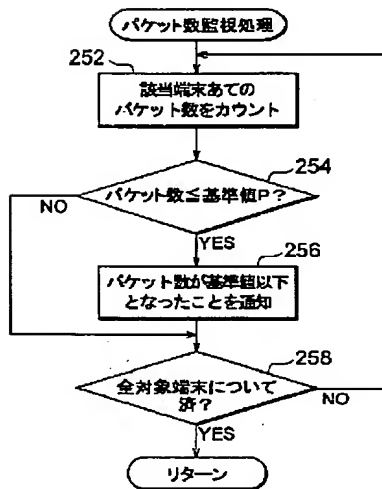 パケット数監視処理
252
該当端末あての
パケット数をカウント
254
パケット数≦基準値P?
NO
YES
256
パケット数が基準値以下
となったことを通知
258
全対象端末について
済?
NO
YES
リターン